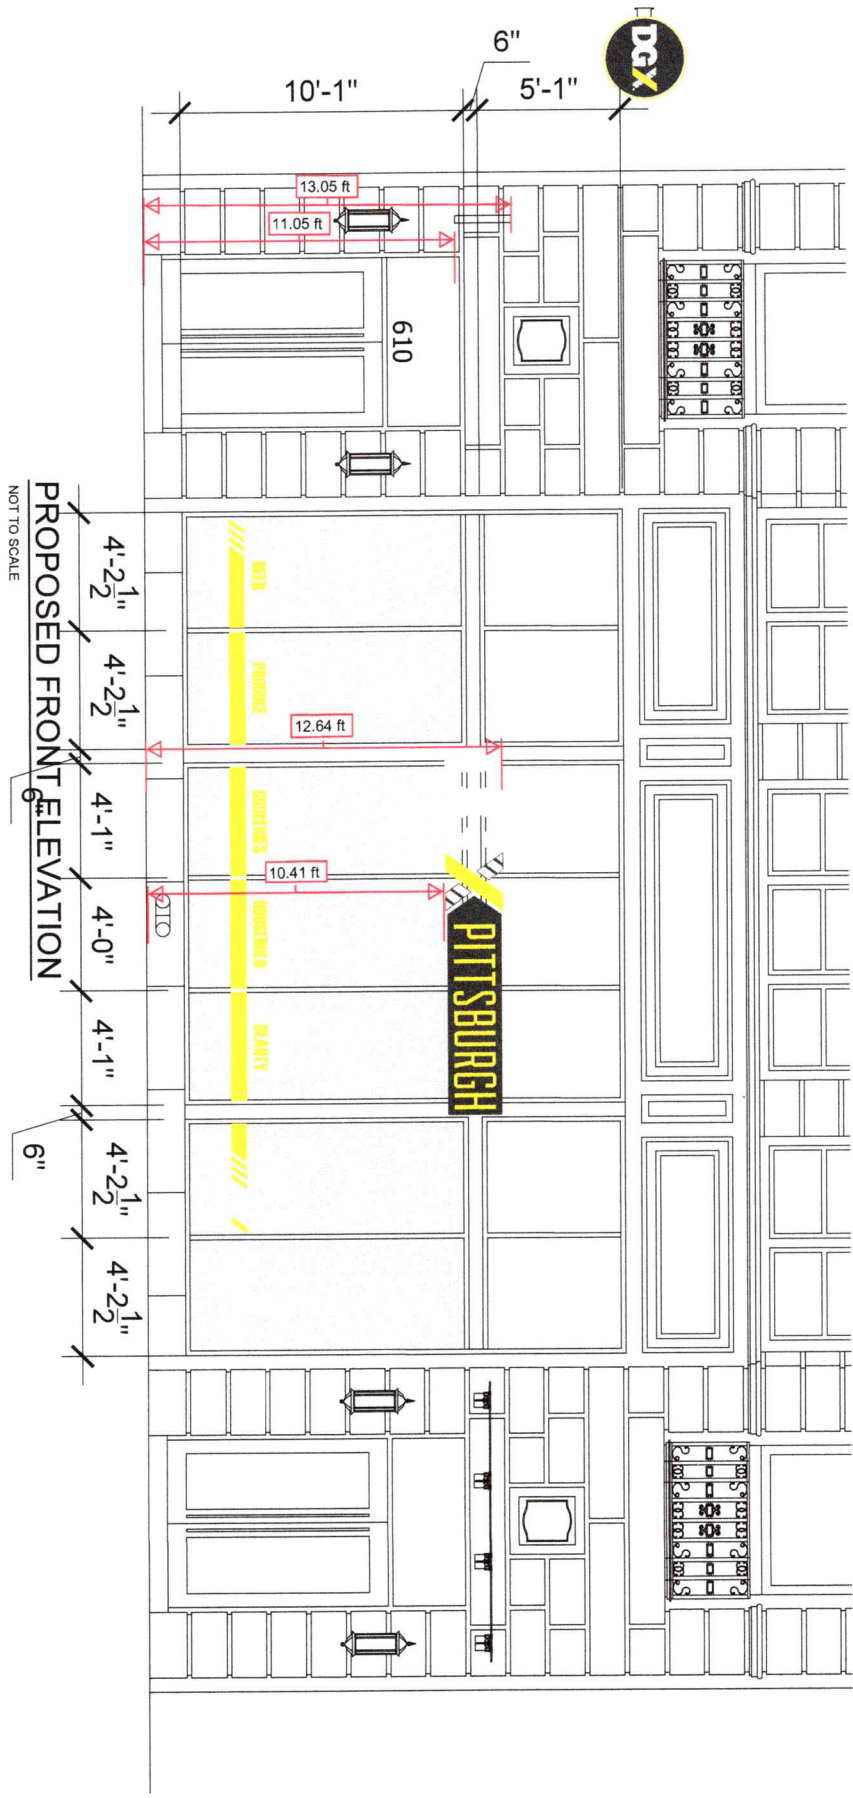 DGX
6"
10'-1"
5'-1"
13.05 ft
11.05 ft
610
BEER
PRODUCE
GROCERIES
HOUSEHOLD
BEAUTY
12.64 ft
10.41 ft
PITTSBURGH
4'-2 1/2"
4'-2 1/2"
6"
4'-1"
4'-0"
4'-1"
6"
4'-2 1/2"
4'-2 1/2"
PROPOSED FRONT ELEVATION
NOT TO SCALE